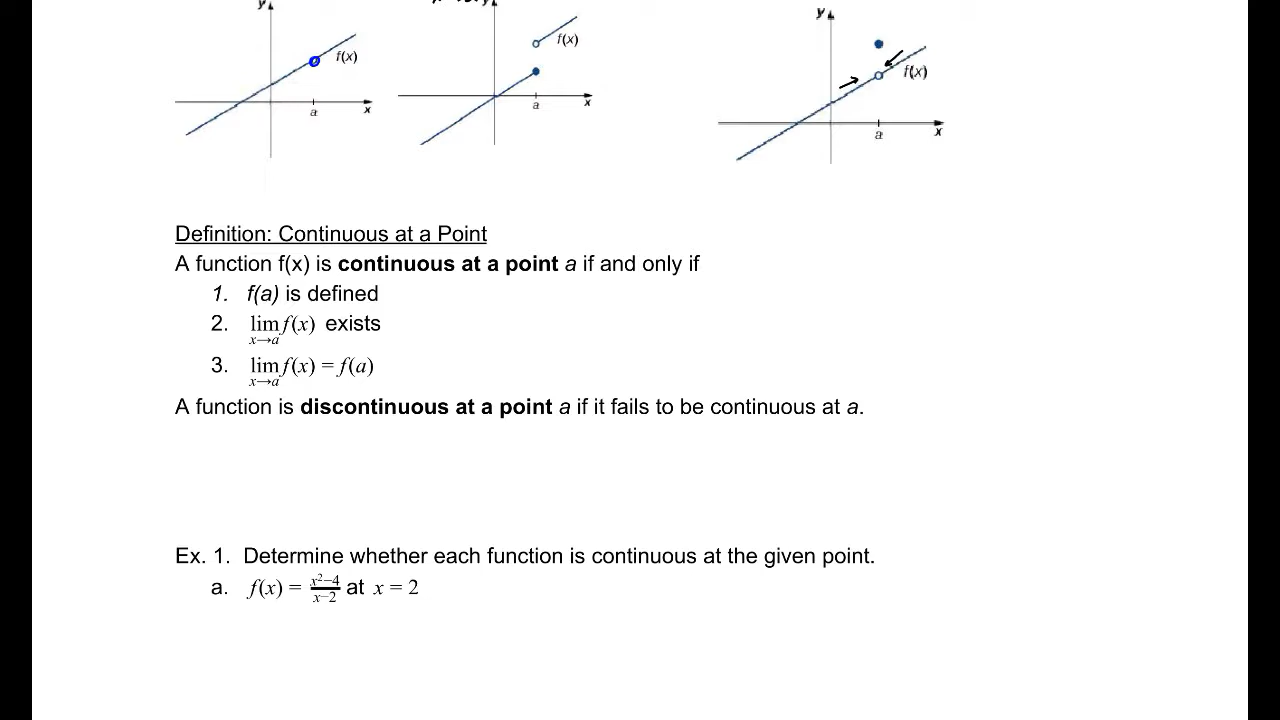 y
y
y
f(x)
f(x)
f(x)
a
x
a
x
a
x
Definition: Continuous at a Point
A function f(x) is continuous at a point a if and only if
1. f(a) is defined
2. lim f(x) exists
x→a
3. lim f(x) = f(a)
x→a
A function is discontinuous at a point a if it fails to be continuous at a.
Ex. 1. Determine whether each function is continuous at the given point.
a. f(x) = x²−4/x−2 at x = 2